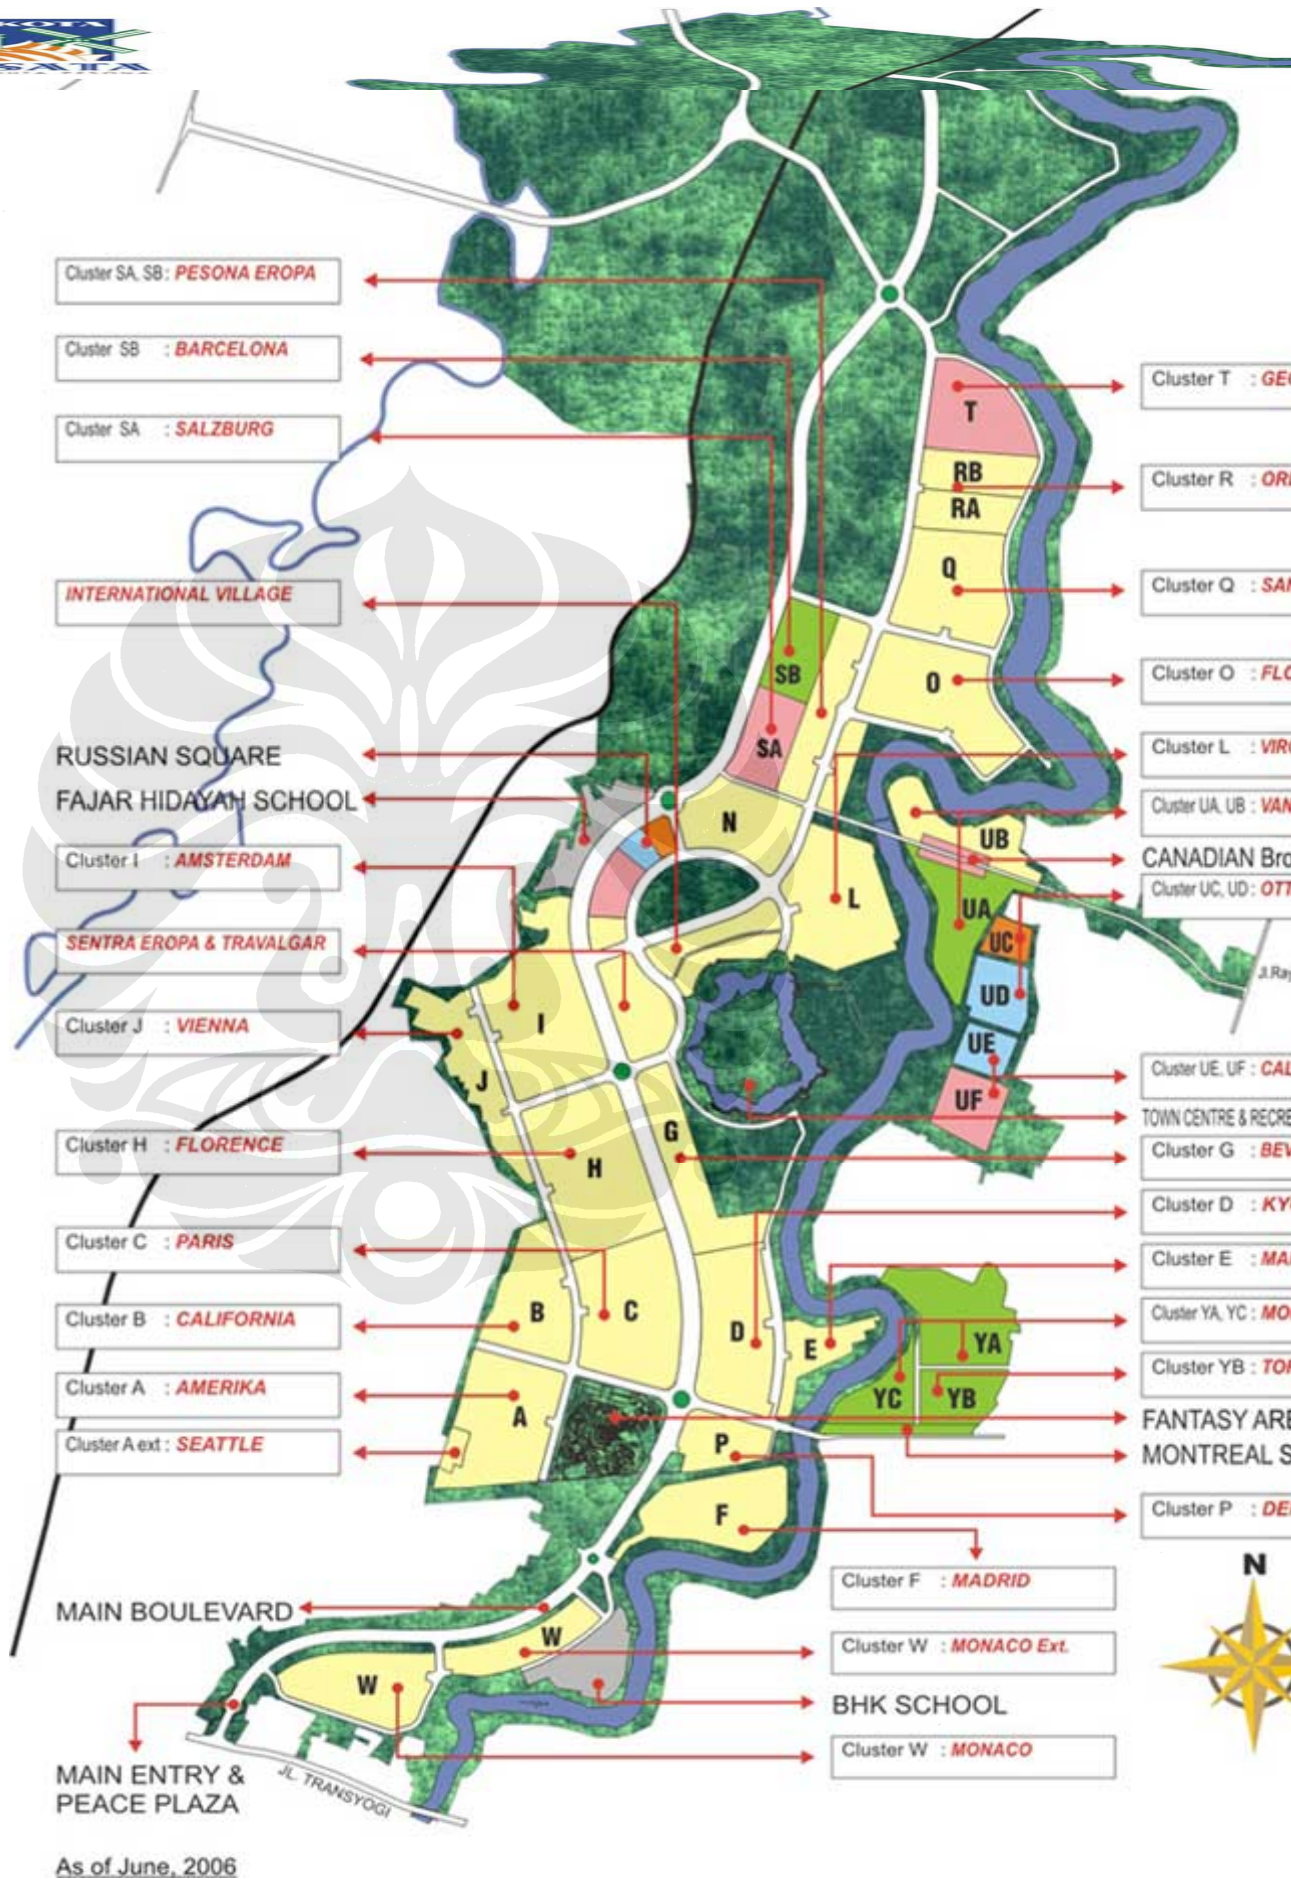 KOTA
Cluster SA, SB : PESONA EROPA
Cluster SB : BARCELONA
Cluster SA : SALZBURG
INTERNATIONAL VILLAGE
RUSSIAN SQUARE
FAJAR HIDAYAH SCHOOL
Cluster I : AMSTERDAM
SENTRA EROPA & TRAVALGAR
Cluster J : VIENNA
Cluster H : FLORENCE
Cluster C : PARIS
Cluster B : CALIFORNIA
Cluster A : AMERIKA
Cluster A ext : SEATTLE
MAIN BOULEVARD
MAIN ENTRY &
PEACE PLAZA
As of June, 2006
JL. TRANSYOGI
T
RB
RA
Q
O
SB
SA
N
L
UB
UA
UC
UD
UE
UF
I
J
G
H
B
C
D
E
A
YA
YC
YB
P
F
W
W
Cluster T :
Cluster R :
Cluster Q :
Cluster O :
Cluster L :
Cluster UA, UB :
CANADIAN
Cluster UC, UD :
Cluster UE, UF :
TOWN CENTRE &
Cluster G :
Cluster D :
Cluster E :
Cluster YA, YC :
Cluster YB :
FANTASY
MONTREAL
Cluster P :
N
Cluster F : MADRID
Cluster W : MONACO Ext.
BHK SCHOOL
Cluster W : MONACO